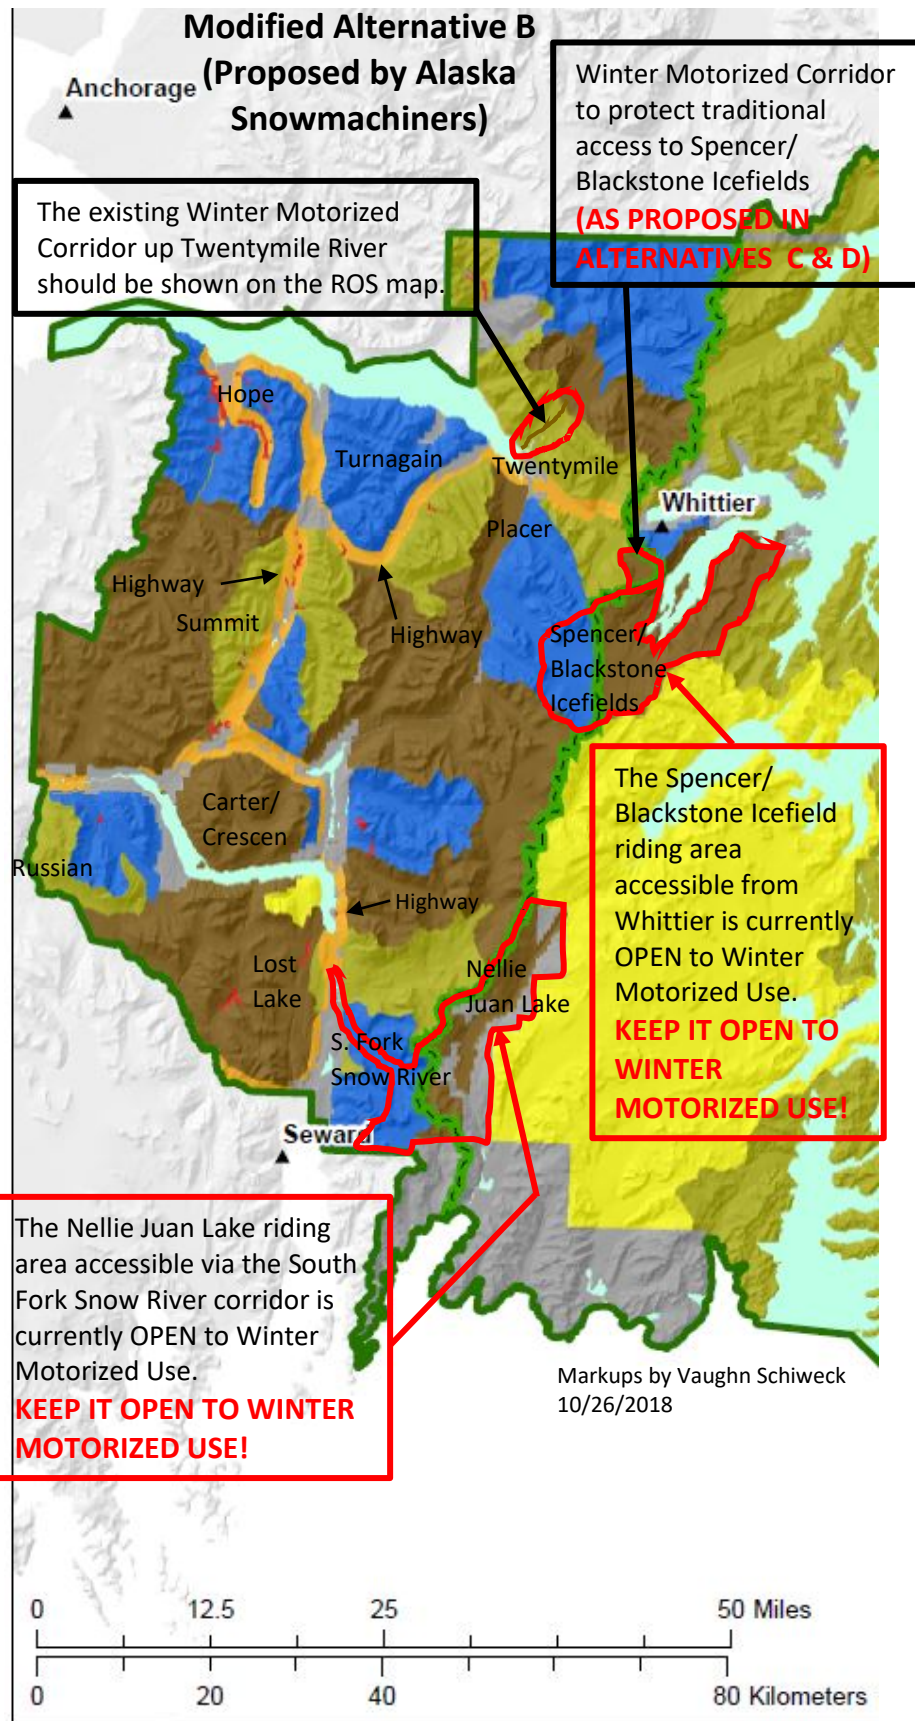 Modified Alternative B
(Proposed by Alaska
Snowmachiners)
Anchorage
Winter Motorized Corridor
to protect traditional
access to Spencer/
Blackstone Icefields
(AS PROPOSED IN
ALTERNATIVES C & D)
The existing Winter Motorized
Corridor up Twentymile River
should be shown on the ROS map.
Hope
Turnagain
Twentymile
Whittier
Placer
Highway
Summit
Highway
Spencer/
Blackstone
Icefields
The Spencer/
Blackstone Icefield
riding area
accessible from
Whittier is currently
OPEN to Winter
Motorized Use.
KEEP IT OPEN TO
WINTER
MOTORIZED USE!
Carter/
Crescen
Russian
Highway
Lost
Lake
Nellie
Juan Lake
S. Fork
Snow River
Seward
The Nellie Juan Lake riding
area accessible via the South
Fork Snow River corridor is
currently OPEN to Winter
Motorized Use.
KEEP IT OPEN TO WINTER
MOTORIZED USE!
Markups by Vaughn Schiweck
10/26/2018
0 12.5 25 50 Miles
0 20 40 80 Kilometers